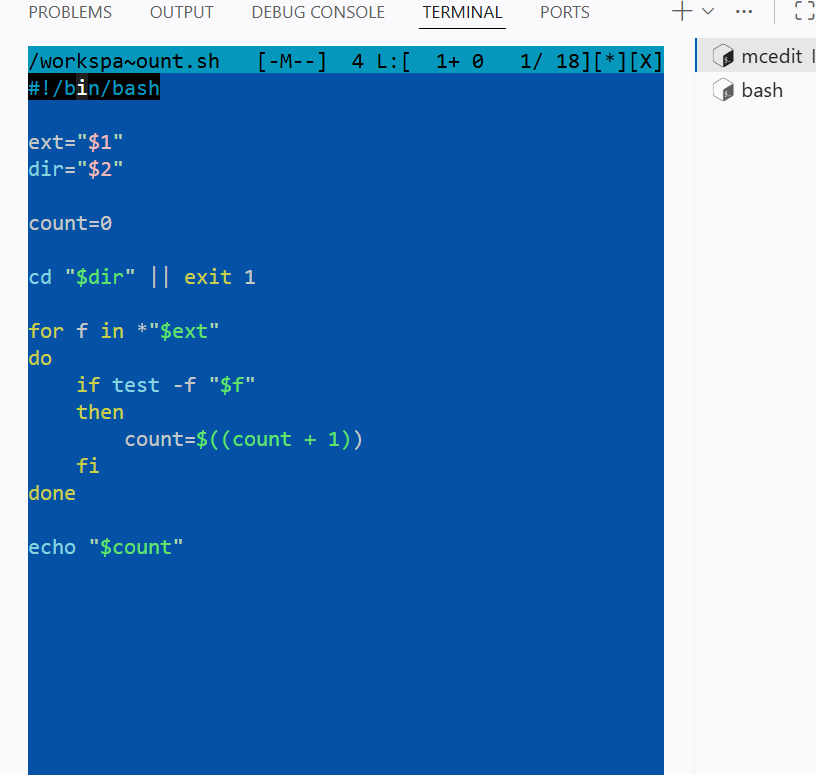 PROBLEMS OUTPUT DEBUG CONSOLE TERMINAL PORTS
/workspa~ount.sh [-M--] 4 L:[ 1+ 0 1/ 18][*][X]
#!/bin/bash
ext="$1"
dir="$2"
count=0
cd "$dir" || exit 1
for f in *"$ext"
do
if test -f "$f"
then
count=$((count + 1))
fi
done
echo "$count"
mcedit
bash